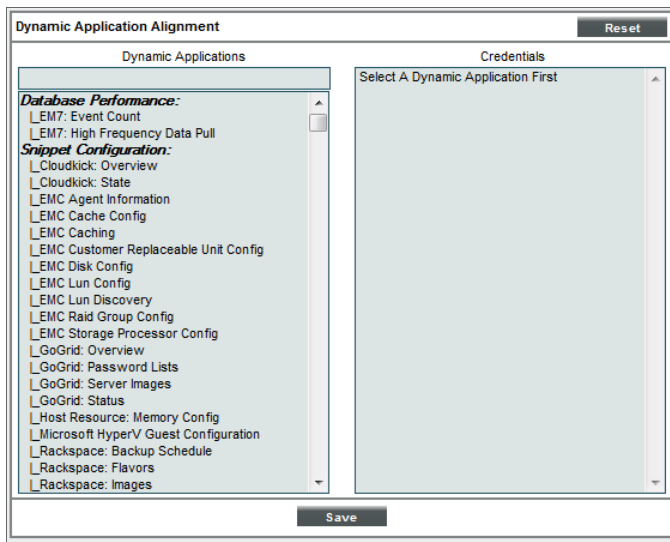 Dynamic Application Alignment
Reset
Dynamic Applications
Credentials
Select A Dynamic Application First
Database Performance:
|_EM7: Event Count
|_EM7: High Frequency Data Pull
Snippet Configuration:
|_Cloudkick: Overview
|_Cloudkick: State
|_EMC Agent Information
|_EMC Cache Config
|_EMC Caching
|_EMC Customer Replaceable Unit Config
|_EMC Disk Config
|_EMC Lun Config
|_EMC Lun Discovery
|_EMC Raid Group Config
|_EMC Storage Processor Config
|_GoGrid: Overview
|_GoGrid: Password Lists
|_GoGrid: Server Images
|_GoGrid: Status
|_Host Resource: Memory Config
|_Microsoft HyperV Guest Configuration
|_Rackspace: Backup Schedule
|_Rackspace: Flavors
|_Rackspace: Images
Save